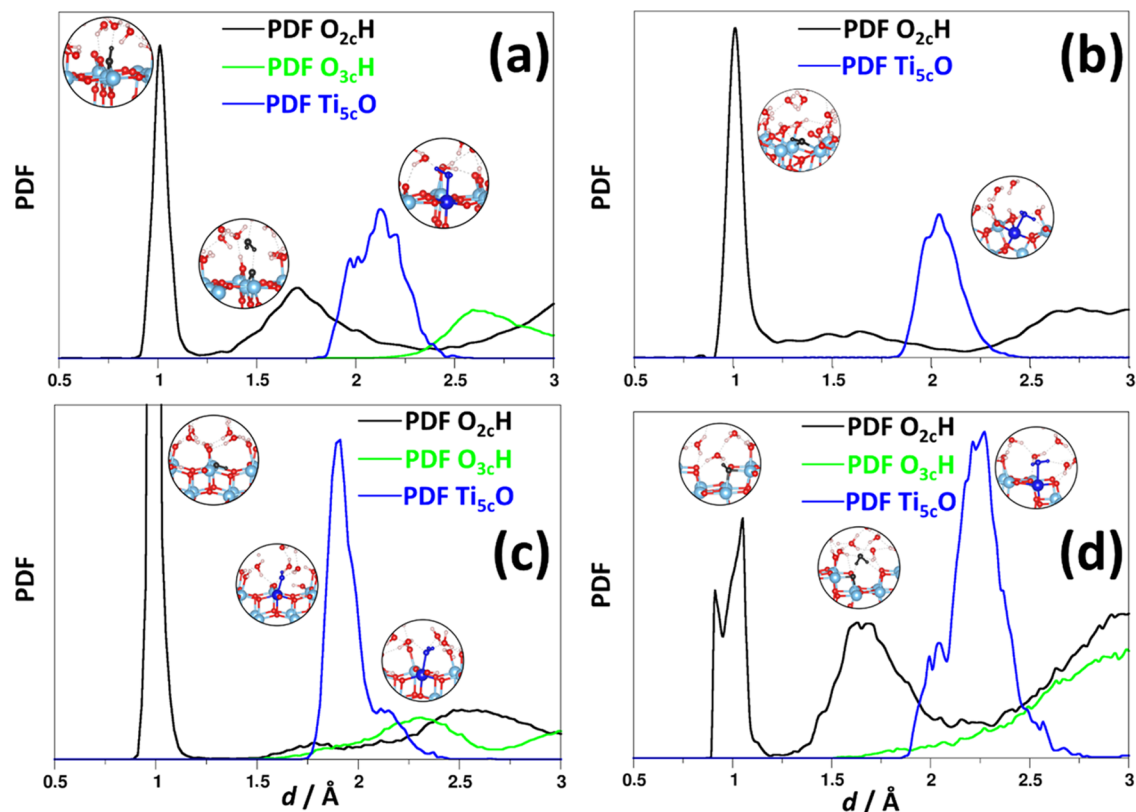 PDF O2cH
PDF O3cH
PDF Ti5cO
(a)
PDF
0.5 1 1.5 2 2.5 3
PDF O2cH
PDF Ti5cO
(b)
PDF
0.5 1 1.5 2 2.5 3
PDF O2cH
PDF O3cH
PDF Ti5cO
(c)
PDF
0.5 1 1.5 2 2.5 3
d / Å
PDF O2cH
PDF O3cH
PDF Ti5cO
(d)
PDF
0.5 1 1.5 2 2.5 3
d / Å